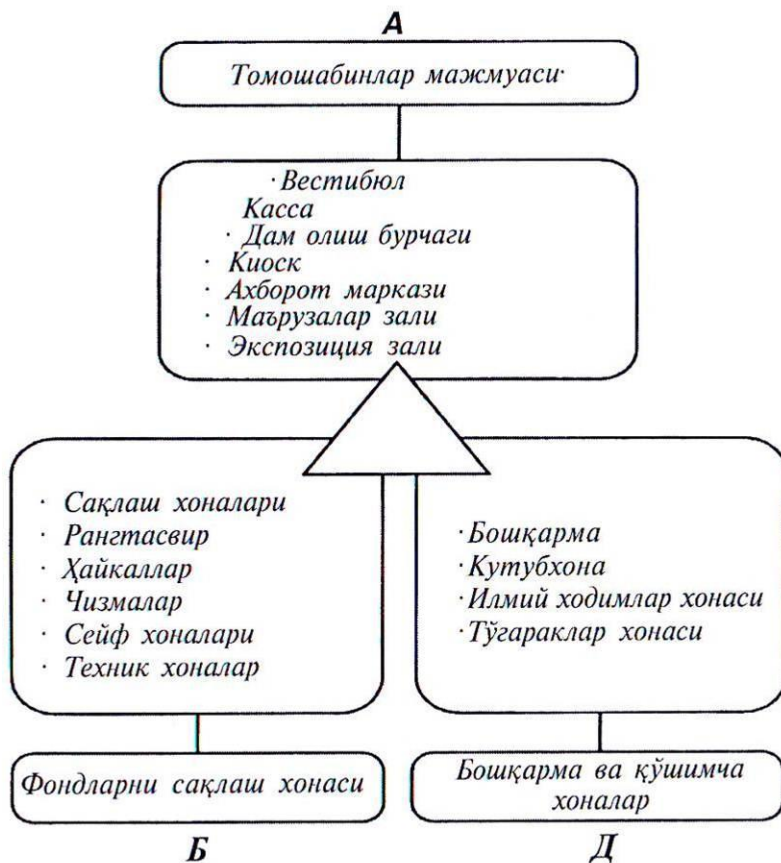 А
Томошабинлар мажмуаси·
·Вестибюл
Касса
· Дам олиш бурчаги
· Киоск
· Ахборот маркази
· Маърузалар зали
· Экспозиция зали
· Сақлаш хоналари
· Рангтасвир
· Ҳайкаллар
· Чизмалар
· Сейф хоналари
· Техник хоналар
·Бошқарма
·Кутубхона
·Илмий ходимлар хонаси
·Тўгараклар хонаси
Фондларни сақлаш хонаси
Бошқарма ва қўшимча
хоналар
Б
Д